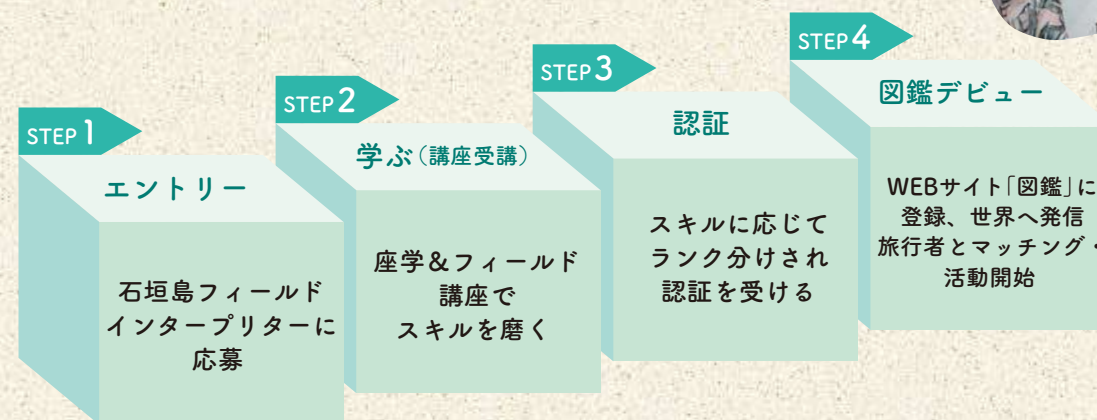 STEP 1
エントリー
石垣島フィールド
インタープリターに
応募
STEP 2
学ぶ(講座受講)
座学&フィールド
講座で
スキルを磨く
STEP 3
認証
スキルに応じて
ランク分けされ
認証を受ける
STEP 4
図鑑デビュー
WEBサイト「図鑑」に
登録、世界へ発信
旅行者とマッチング・
活動開始